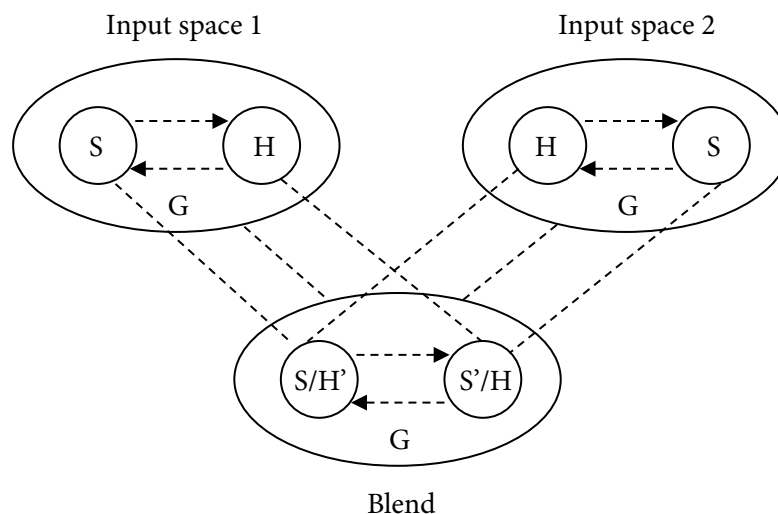 Input space 1
Input space 2
S
H
G
H
S
G
S/H’
S’/H
G
Blend